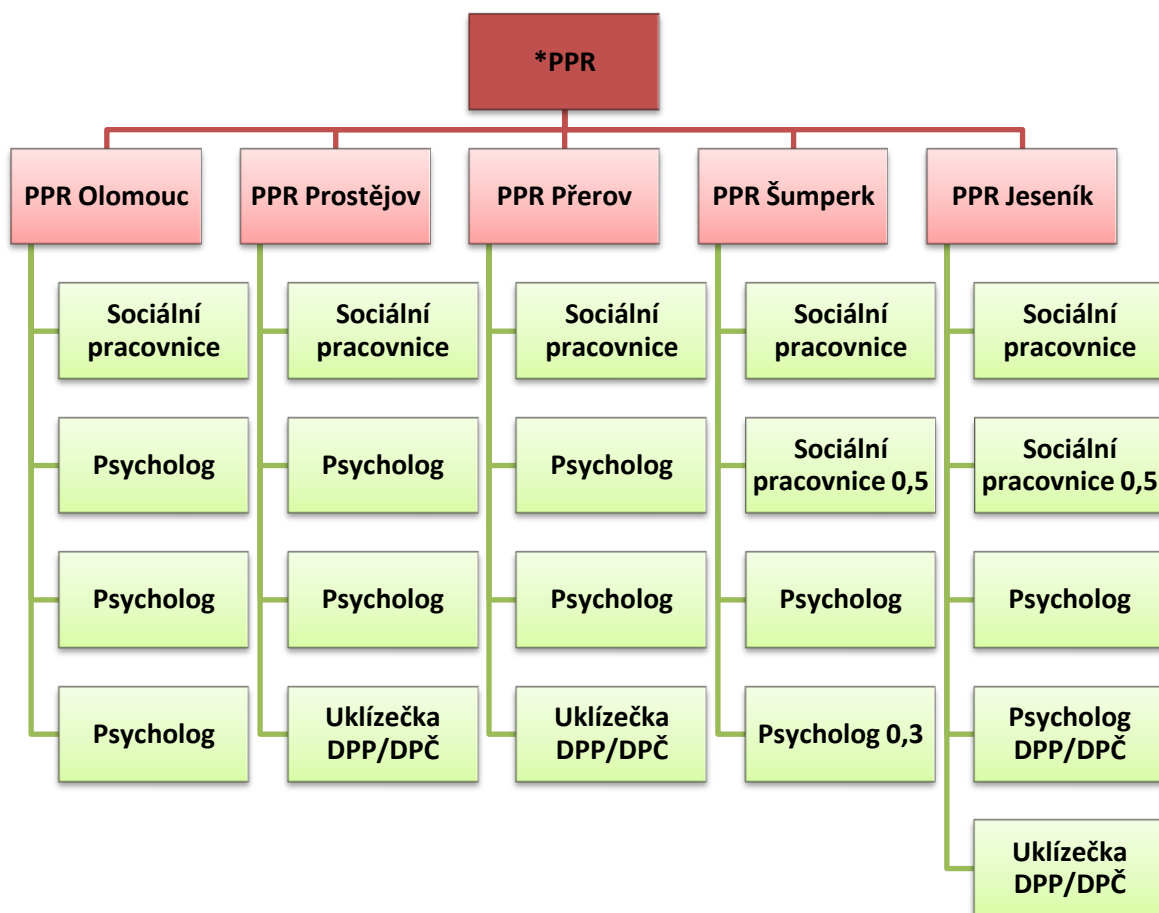 *PPR
PPR Olomouc
PPR Prostějov
PPR Přerov
PPR Šumperk
PPR Jeseník
Sociální
pracovnice
Sociální
pracovnice
Sociální
pracovnice
Sociální
pracovnice
Sociální
pracovnice
Psycholog
Psycholog
Psycholog
Sociální
pracovnice 0,5
Sociální
pracovnice 0,5
Psycholog
Psycholog
Psycholog
Psycholog
Psycholog
Psycholog
Uklízečka
DPP/DPČ
Uklízečka
DPP/DPČ
Psycholog 0,3
Psycholog
DPP/DPČ
Uklízečka
DPP/DPČ